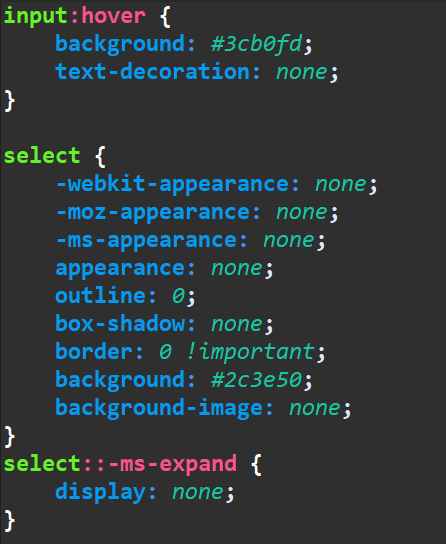 input:hover {
    background: #3cb0fd;
    text-decoration: none;
}

select {
    -webkit-appearance: none;
    -moz-appearance: none;
    -ms-appearance: none;
    appearance: none;
    outline: 0;
    box-shadow: none;
    border: 0 !important;
    background: #2c3e50;
    background-image: none;
}
select::-ms-expand {
    display: none;
}